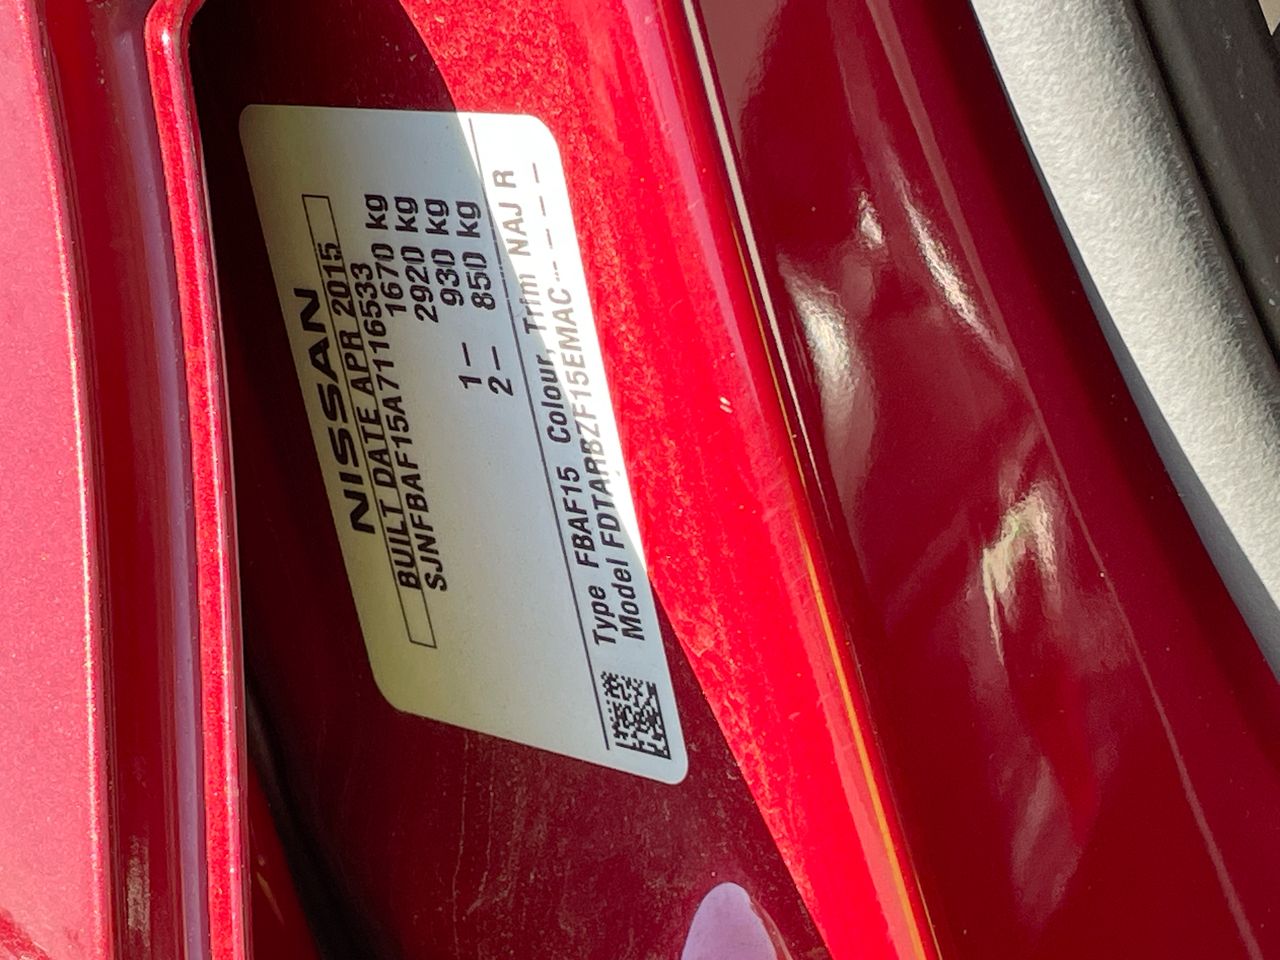 NISSAN
BUILT DATE APR 2015
SJNFBAF15A7116533
1670 kg
2920 kg
1– 930 kg
2– 850 kg
Type FBAF15 Colour, Trim NAJ R
Model FDTARBZF15EMAC-----